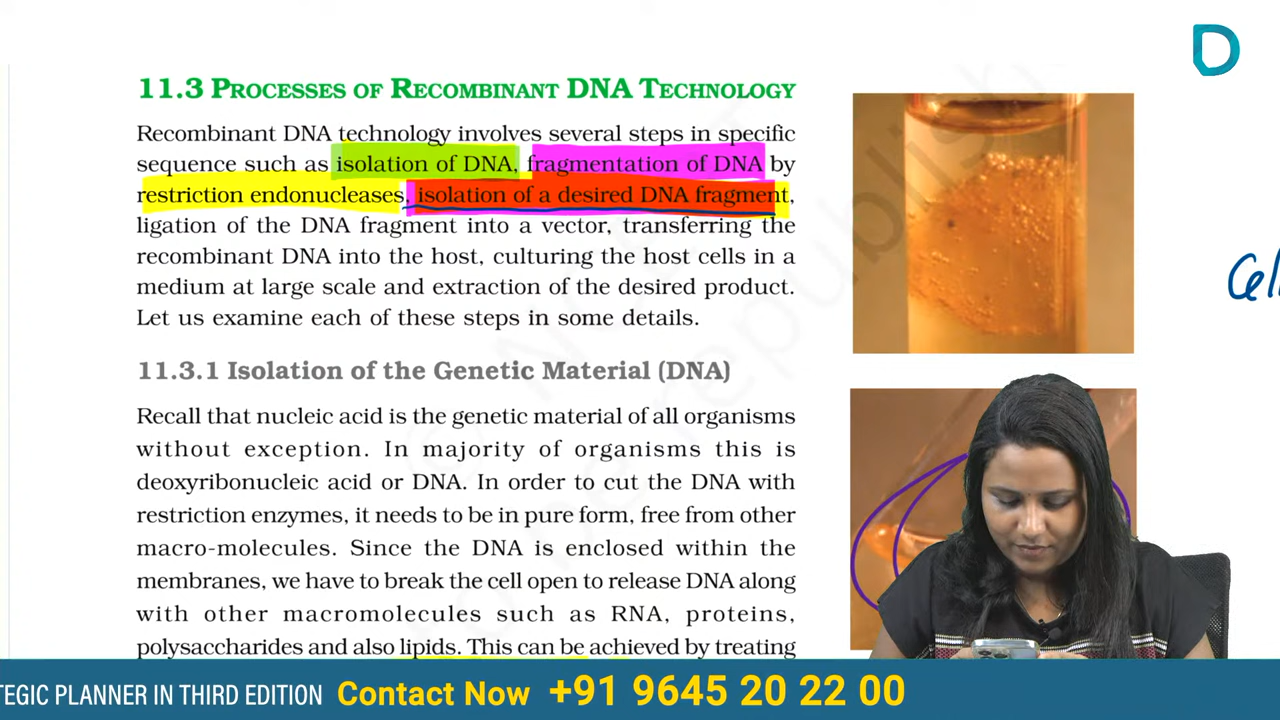 D
11.3 PROCESSES OF RECOMBINANT DNA TECHNOLOGY
Recombinant DNA technology involves several steps in specific
sequence such as isolation of DNA, fragmentation of DNA by
restriction endonucleases, isolation of a desired DNA fragment,
ligation of the DNA fragment into a vector, transferring the
recombinant DNA into the host, culturing the host cells in a
medium at large scale and extraction of the desired product.
Let us examine each of these steps in some details.
11.3.1 Isolation of the Genetic Material (DNA)
Recall that nucleic acid is the genetic material of all organisms
without exception. In majority of organisms this is
deoxyribonucleic acid or DNA. In order to cut the DNA with
restriction enzymes, it needs to be in pure form, free from other
macro-molecules. Since the DNA is enclosed within the
membranes, we have to break the cell open to release DNA along
with other macromolecules such as RNA, proteins,
polysaccharides and also lipids. This can be achieved by treating
TEGIC PLANNER IN THIRD EDITION Contact Now +91 9645 20 22 00